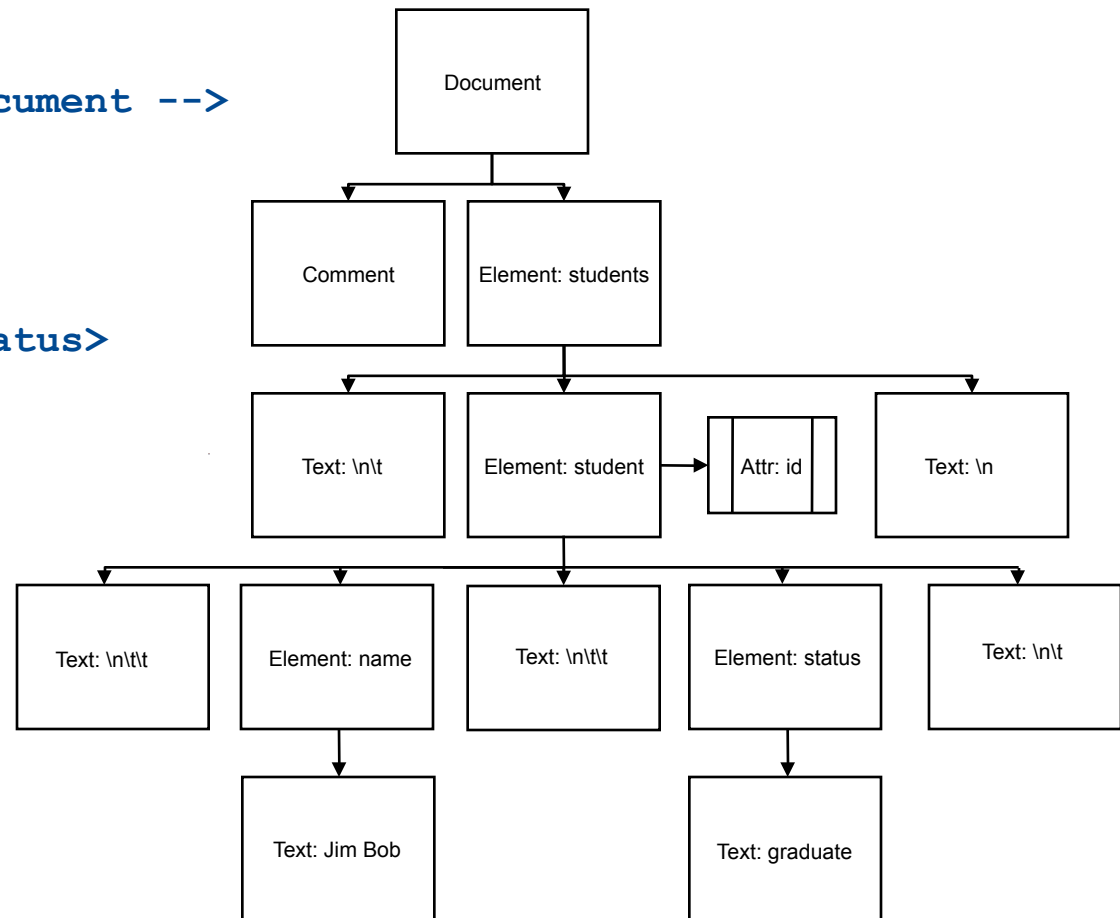 Document
cument -->
Comment
Element: students
atus>
Text: \n\t
Element: student
Attr: id
Text: \n
Text: \n\t\t
Element: name
Text: \n\t\t
Element: status
Text: \n\t
Text: Jim Bob
Text: graduate